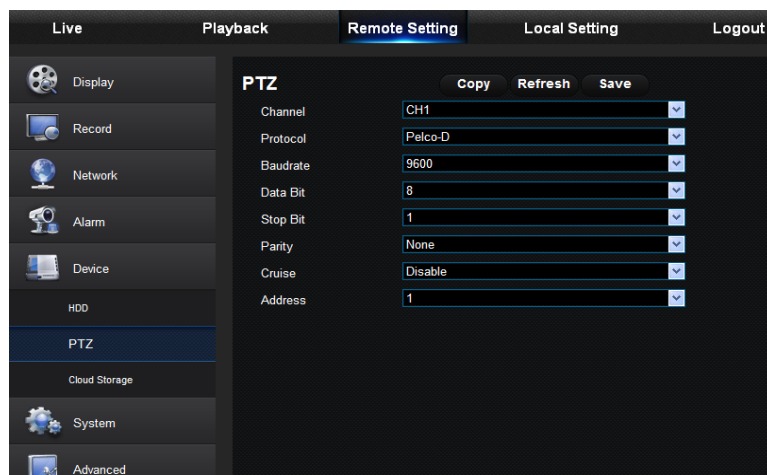 Live Playback Remote Setting Local Setting Logout
Display
Record
Network
Alarm
Device
HDD
PTZ
Cloud Storage
System
Advanced
PTZ Copy Refresh Save
Channel CH1
Protocol Pelco-D
Baudrate 9600
Data Bit 8
Stop Bit 1
Parity None
Cruise Disable
Address 1